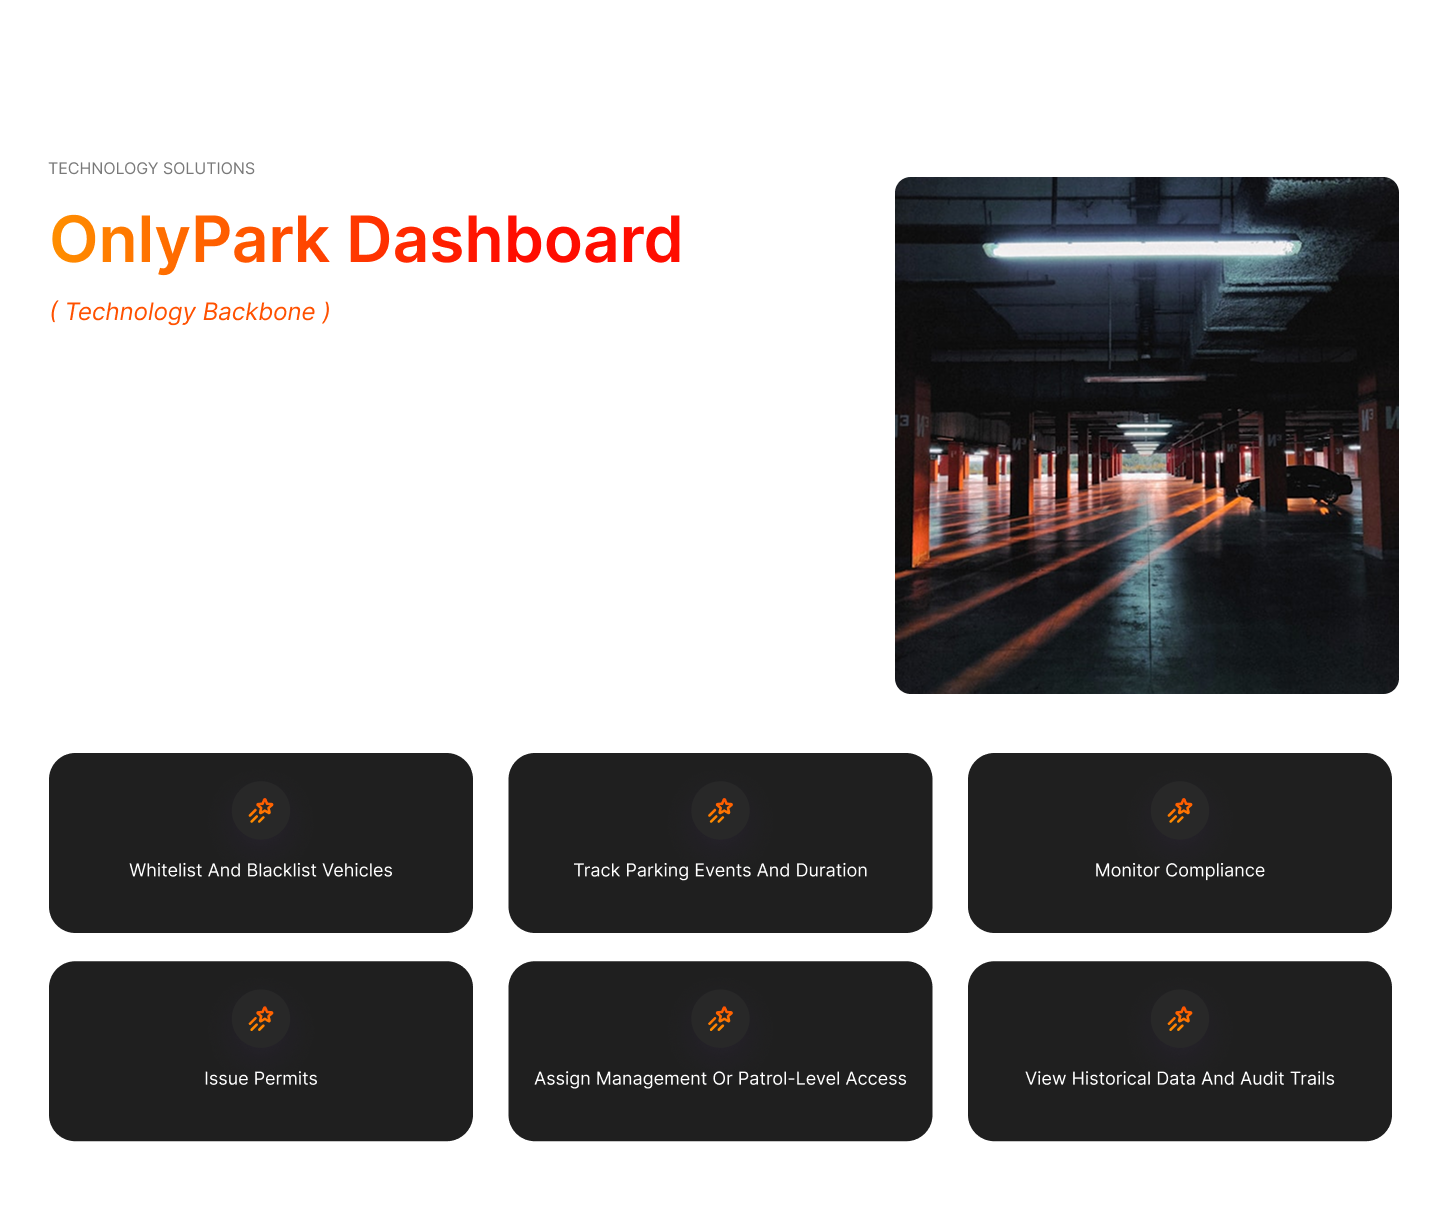 TECHNOLOGY SOLUTIONS
OnlyPark Dashboard
( Technology Backbone )
Whitelist And Blacklist Vehicles
Track Parking Events And Duration
Monitor Compliance
Issue Permits
Assign Management Or Patrol-Level Access
View Historical Data And Audit Trails